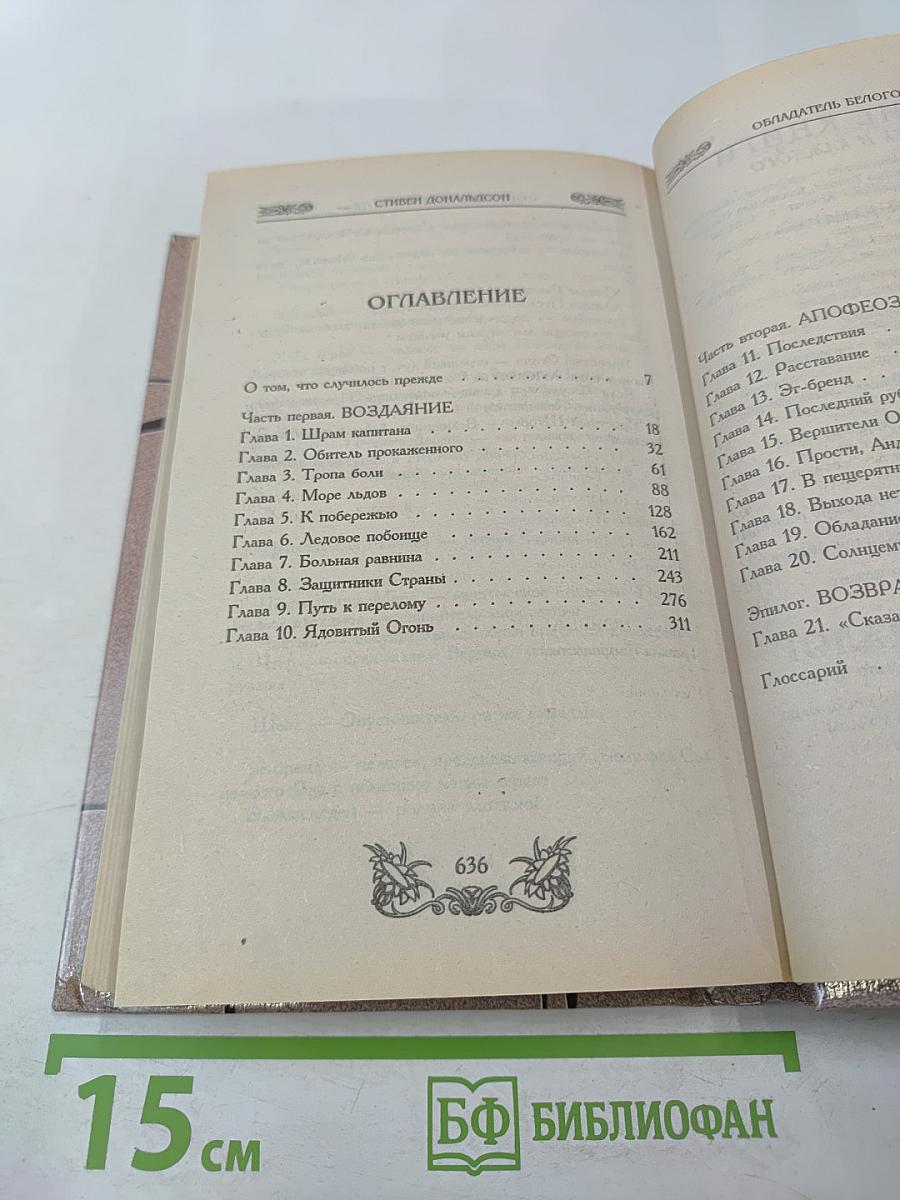 СТИВЕН ДОНАЛЬДСОН
ОГЛАВЛЕНИЕ
О том, что случилось прежде . . . . . . . . . . . 7
Часть первая. ВОЗДАЯНИЕ
Глава 1. Шрам капитана . . . . . . . . . . . . 18
Глава 2. Обитель прокаженного . . . . . . . . . 32
Глава 3. Тропа боли . . . . . . . . . . . . . 61
Глава 4. Море льдов . . . . . . . . . . . . . 88
Глава 5. К побережью . . . . . . . . . . . . 128
Глава 6. Ледовое побоище . . . . . . . . . . 162
Глава 7. Больная равнина . . . . . . . . . . . 211
Глава 8. Защитники Страны . . . . . . . . . . . 243
Глава 9. Путь к перелому . . . . . . . . . . . 276
Глава 10. Ядовитый Огонь . . . . . . . . . . 311
636
ОБЛАДАТЕЛЬ БЕЛОГО
Часть вторая. АПОФЕОЗ
Глава 11. Последствия .
Глава 12. Расставание .
Глава 13. Эг-бренд . . .
Глава 14. Последний
Глава 15. Вершители
Глава 16. Прости,
Глава 17. В
Глава 18. Выхода
Глава 19.
Глава 20.
Эпилог.
Глава 21.
Глоссарий .
15 см
БФ БИБЛИОФАН